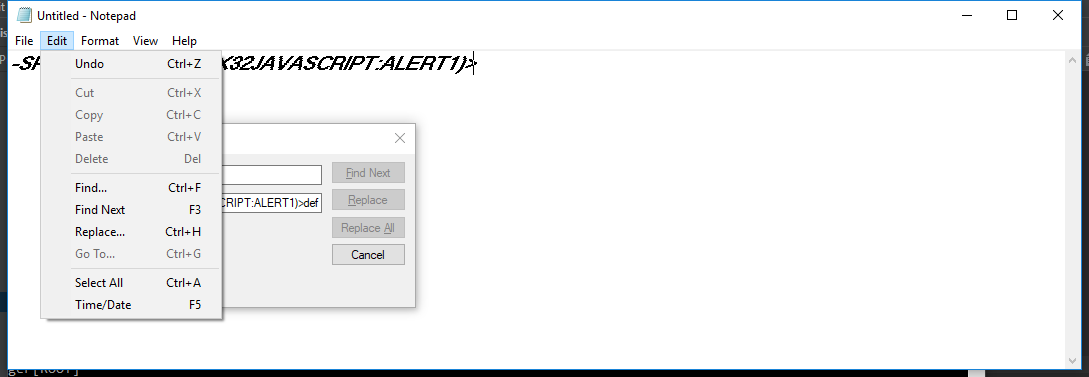 Untitled - Notepad
File Edit Format View Help
X32JAVASCRIPT:ALERT1)>
Undo Ctrl+Z
Cut Ctrl+X
Copy Ctrl+C
Paste Ctrl+V
Delete Del
Find... Ctrl+F
Find Next F3
Replace... Ctrl+H
Go To... Ctrl+G
Select All Ctrl+A
Time/Date F5
Find Next
CRIPT:ALERT1)>def Replace
Replace All
Cancel